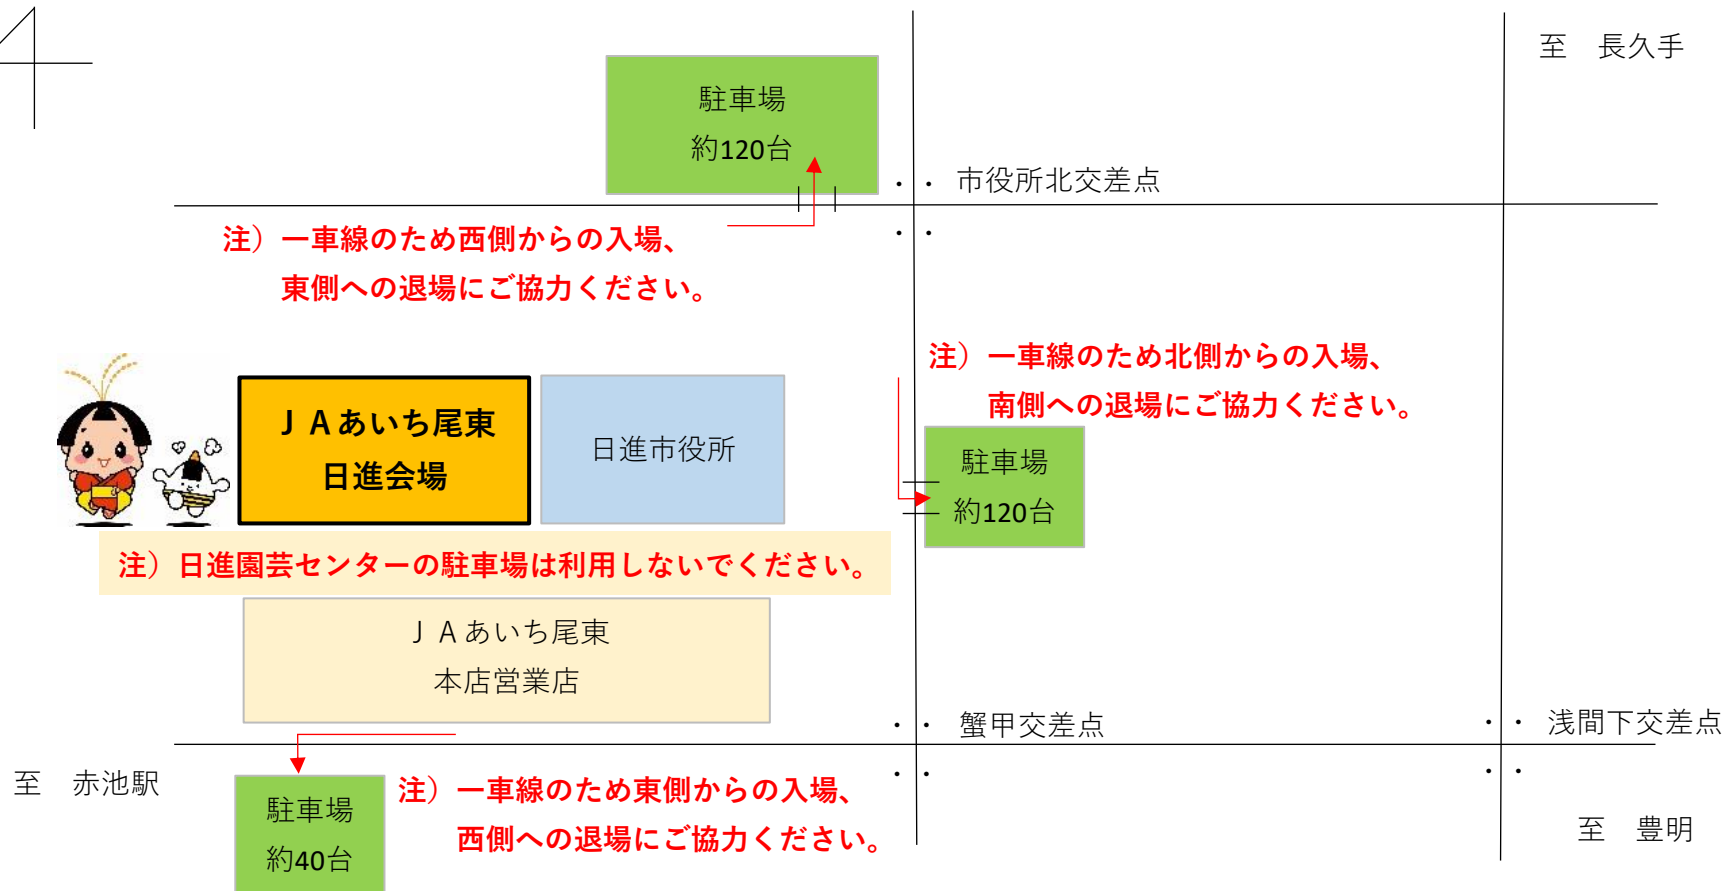 至　長久手
駐車場
約120台
市役所北交差点
注）一車線のため西側からの入場、
東側への退場にご協力ください。
注）一車線のため北側からの入場、
南側への退場にご協力ください。
ＪＡあいち尾東
日進会場
日進市役所
駐車場
約120台
注）日進園芸センターの駐車場は利用しないでください。
ＪＡあいち尾東
本店営業店
蟹甲交差点
浅間下交差点
至　赤池駅
注）一車線のため東側からの入場、
西側への退場にご協力ください。
駐車場
約40台
至　豊明